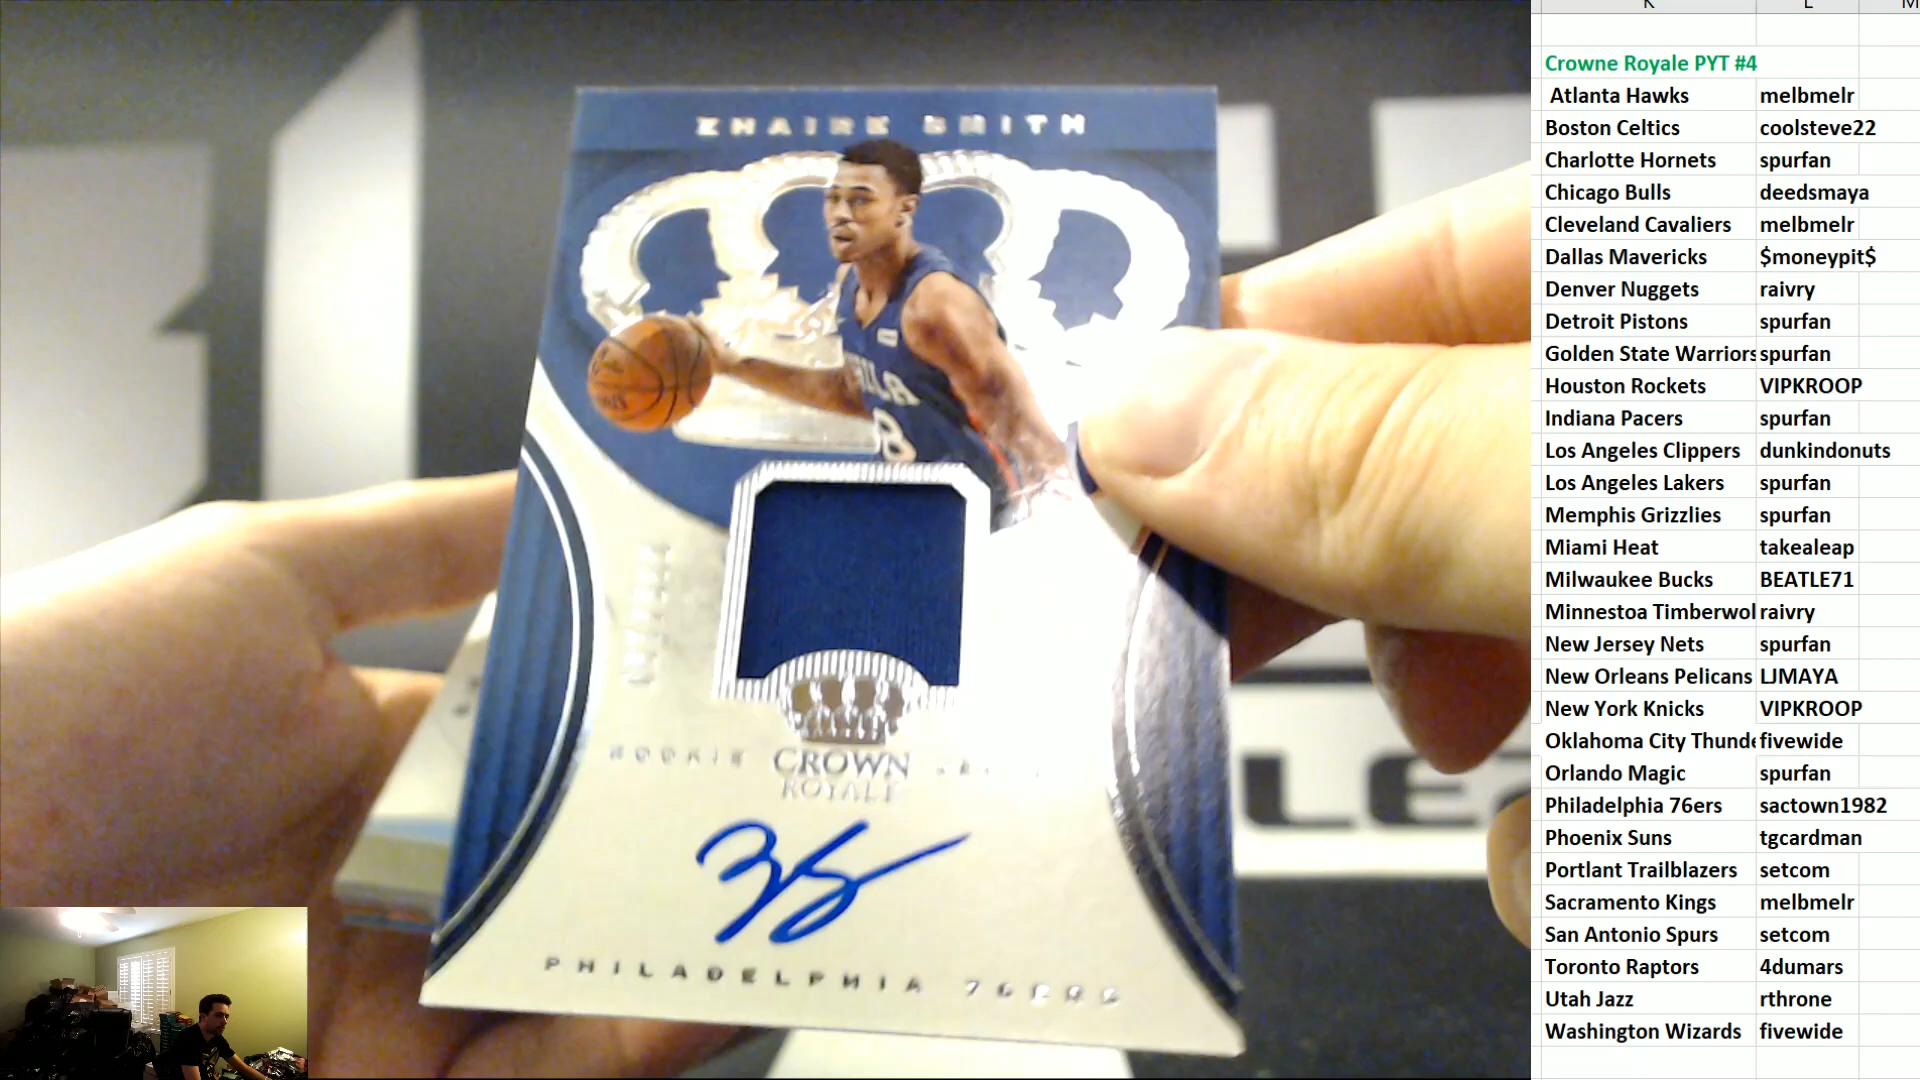 ZHAIRE SMITH
PHILA
8
ROOKIE
CROWN
ROYALE
PHILADELPHIA 76ERS
K L M
Crowne Royale PYT #4
Atlanta Hawks melbmelr
Boston Celtics coolsteve22
Charlotte Hornets spurfan
Chicago Bulls deedsmaya
Cleveland Cavaliers melbmelr
Dallas Mavericks $moneypit$
Denver Nuggets raivry
Detroit Pistons spurfan
Golden State Warriors spurfan
Houston Rockets VIPKROOP
Indiana Pacers spurfan
Los Angeles Clippers dunkindonuts
Los Angeles Lakers spurfan
Memphis Grizzlies spurfan
Miami Heat takealeap
Milwaukee Bucks BEATLE71
Minnestoa Timberwol raivry
New Jersey Nets spurfan
New Orleans Pelicans LJMAYA
New York Knicks VIPKROOP
Oklahoma City Thunde fivewide
Orlando Magic spurfan
Philadelphia 76ers sactown1982
Phoenix Suns tgcardman
Portlant Trailblazers setcom
Sacramento Kings melbmelr
San Antonio Spurs setcom
Toronto Raptors 4dumars
Utah Jazz rthrone
Washington Wizards fivewide